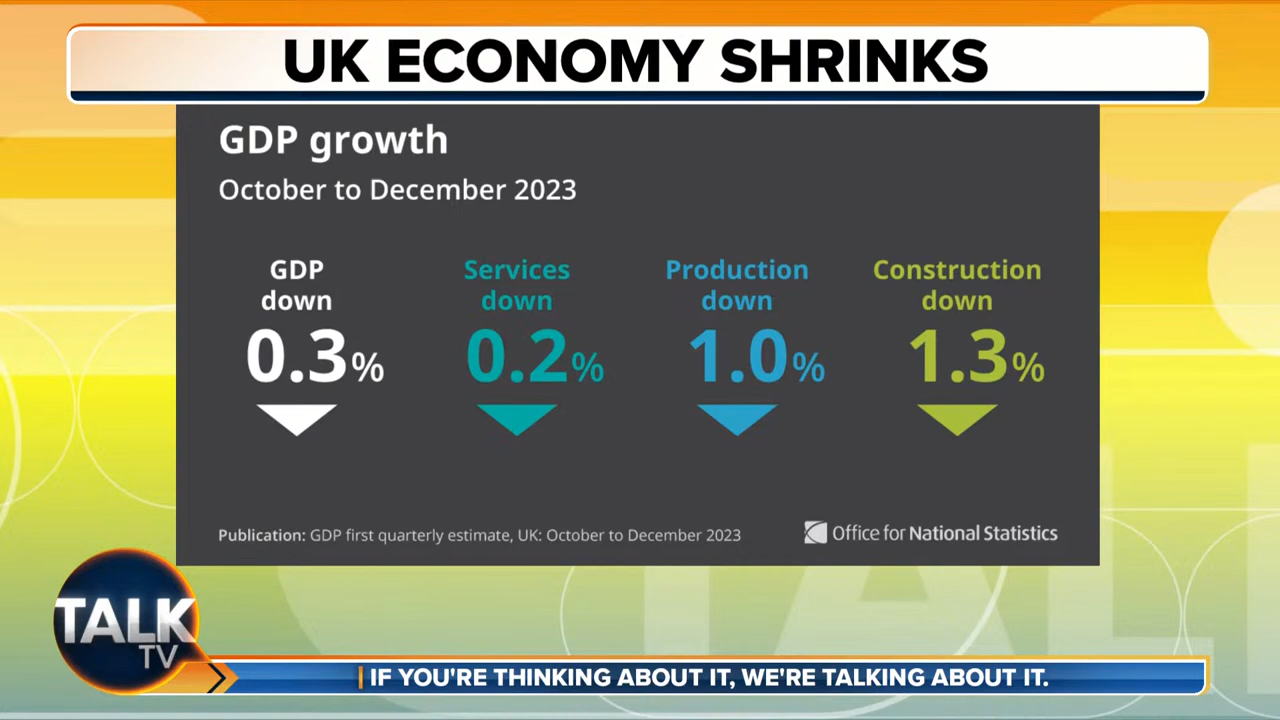 UK ECONOMY SHRINKS
GDP growth
October to December 2023
GDP
down
0.3%
Services
down
0.2%
Production
down
1.0%
Construction
down
1.3%
Publication: GDP first quarterly estimate, UK: October to December 2023
Office for National Statistics
TALK
TV
IF YOU'RE THINKING ABOUT IT, WE'RE TALKING ABOUT IT.
TAL